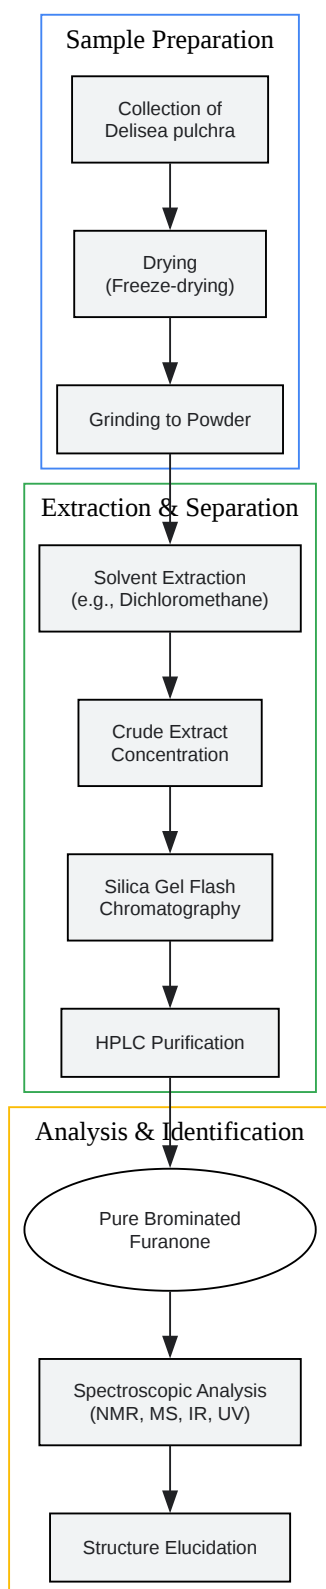 Sample Preparation
Collection of
Delisea pulchra
Drying
(Freeze-drying)
Grinding to Powder
Extraction & Separation
Solvent Extraction
(e.g., Dichloromethane)
Crude Extract
Concentration
Silica Gel Flash
Chromatography
HPLC Purification
Analysis & Identification
Pure Brominated
Furanone
Spectroscopic Analysis
(NMR, MS, IR, UV)
Structure Elucidation